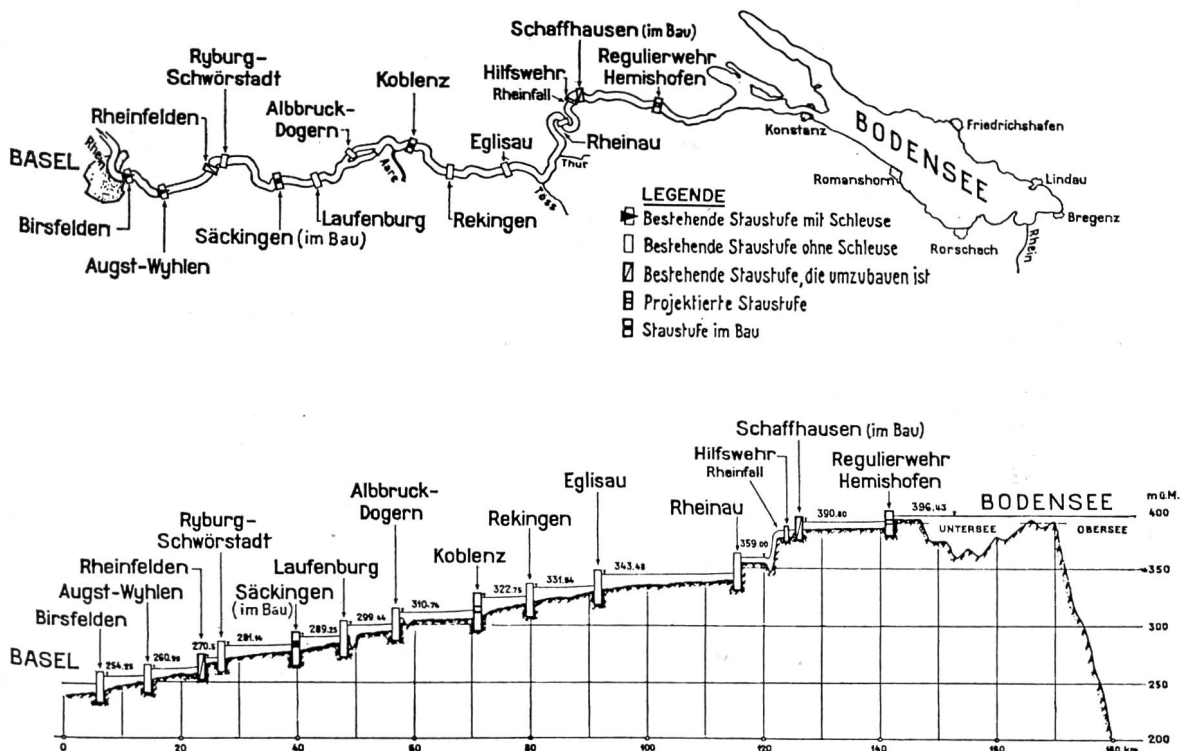 Schaffhausen (im Bau)
Ryburg-
Schwörstadt
Koblenz
Hilfswehr
Rheinfall
Regulierwehr
Hemishofen
Rheinfelden
Albbruck-
Dogern
Eglisau
Rheinau
Konstanz
BODENSEE
Friedrichshafen
BASEL
Rhein
Aare
Thur
Töss
Romanshorn
Lindau
Bregenz
Birsfelden
Laufenburg
Rekingen
Säckingen (im Bau)
Augst-Wyhlen
Rorschach
Rhein
LEGENDE
Bestehende Staustufe mit Schleuse
Bestehende Staustufe ohne Schleuse
Bestehende Staustufe, die umzubauen ist
Projektierte Staustufe
Staustufe im Bau
Schaffhausen (im Bau)
Hilfswehr
Rheinfall
Regulierwehr
Hemishofen
Eglisau
Rheinau
BODENSEE
m ü.M.
Albbruck-
Dogern
Rekingen
390.80
396.43
400
UNTERSEE
OBERSEE
Ryburg-
Schwörstadt
Koblenz
359.00
Rheinfelden
Laufenburg
343.48
350
Augst-Wyhlen
Säckingen
(im Bau)
322.75
331.84
Birsfelden
299.44
310.74
300
BASEL
254.25
260.98
270.5
281.94
289.25
250
200
0
20
40
60
80
100
120
140
160
180 km